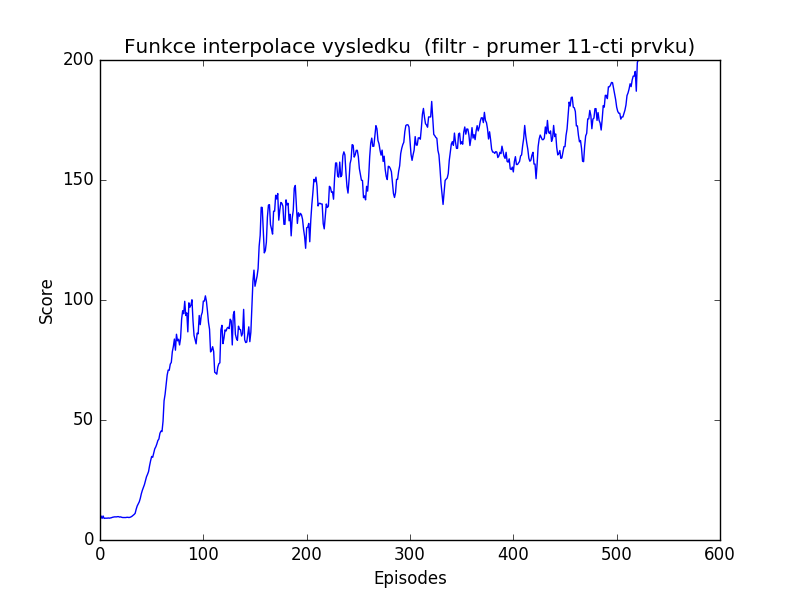 Funkce interpolace vysledku  (filtr - prumer 11-cti prvku)
200
150
100
50
0
Score
0 100 200 300 400 500 600
Episodes